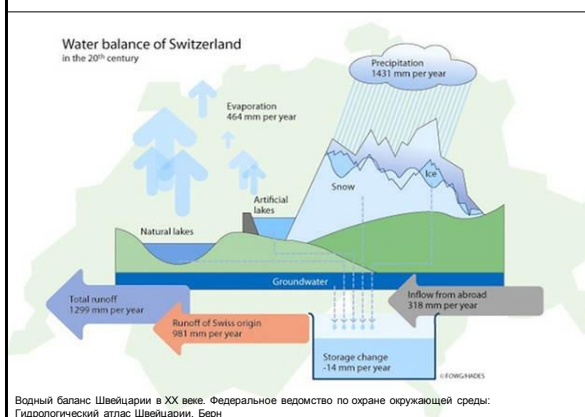 Water balance of Switzerland
in the 20th century
Precipitation
1431 mm per year
Evaporation
464 mm per year
Snow
Ice
Artificial
lakes
Natural lakes
Groundwater
Total runoff
1299 mm per year
Inflow from abroad
318 mm per year
Runoff of Swiss origin
981 mm per year
Storage change
-14 mm per year
©FOWG/HADES
Водный баланс Швейцарии в XX веке. Федеральное ведомство по охране окружающей среды:
Гидрологический атлас Швейцарии, Берн